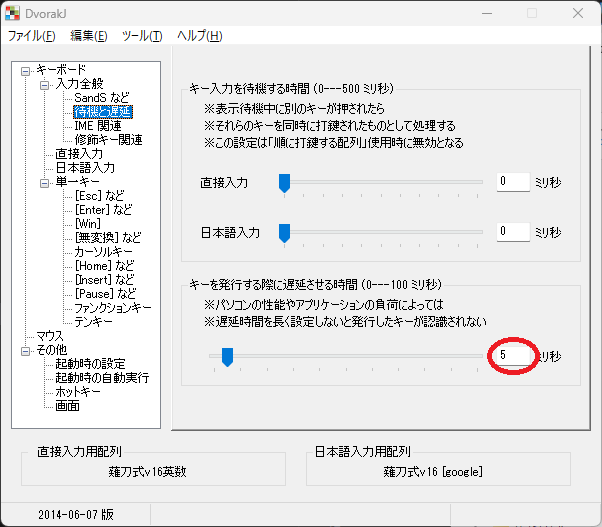 DvorakJ
ファイル(F) 編集(E) ツール(T) ヘルプ(H)
キーボード
入力全般
SandS など
待機と遅延
IME 関連
修飾キー関連
直接入力
日本語入力
単一キー
[Esc] など
[Enter] など
[Win]
[無変換] など
カーソルキー
[Home] など
[Insert] など
[Pause] など
ファンクションキー
テンキー
マウス
その他
起動時の設定
起動時の自動実行
ホットキー
画面
キー入力を待機する時間 (0---500 ミリ秒)
※表示待機中に別のキーが押されたら
※それらのキーを同時に打鍵されたものとして処理する
※この設定は「順に打鍵する配列」使用時に無効となる
直接入力 0 ミリ秒
日本語入力 0 ミリ秒
キーを発行する際に遅延させる時間 (0---100 ミリ秒)
※パソコンの性能やアプリケーションの負荷によっては
※遅延時間を長く設定しないと発行したキーが認識されない
5 ミリ秒
直接入力用配列
薙刀式v16英数
日本語入力用配列
薙刀式v16 [google]
2014-06-07 版